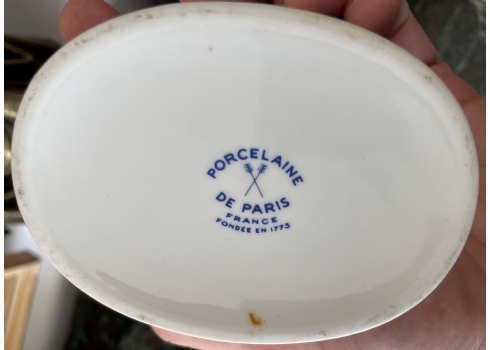 PORCELAINE
DE PARIS
FRANCE
FONDÉE EN 1773